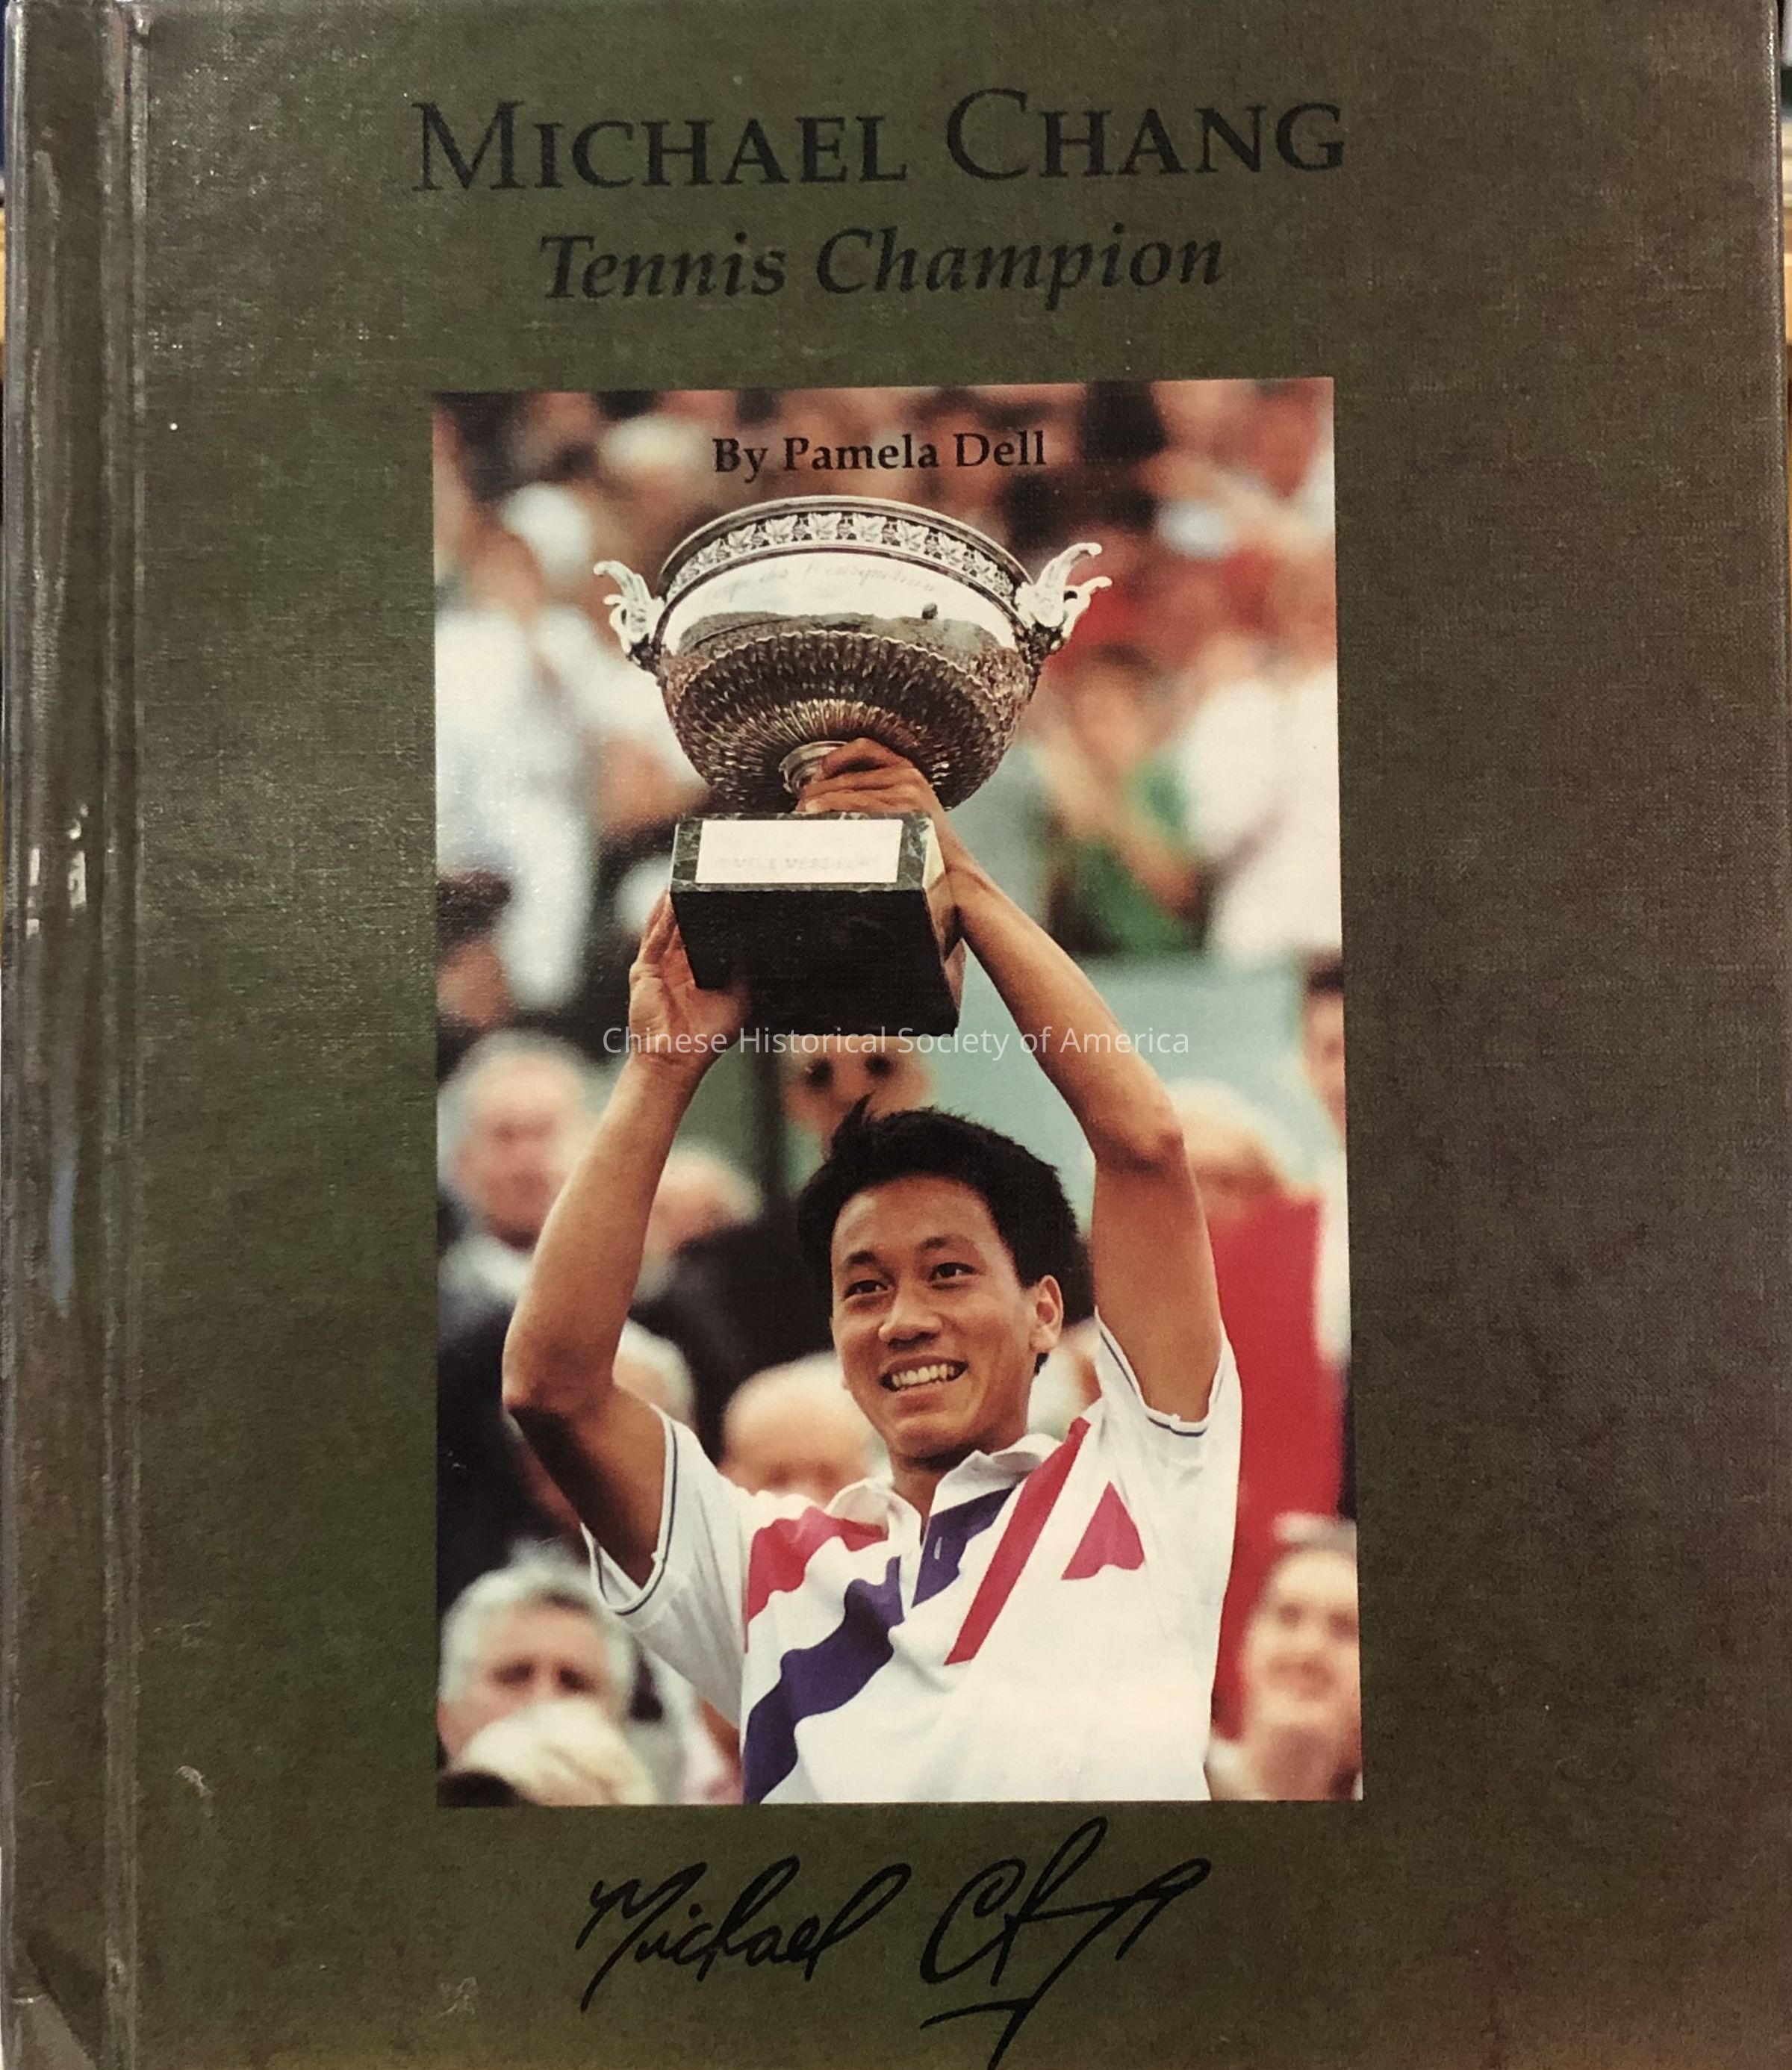 MICHAEL CHANG
Tennis Champion
By Pamela Dell
Chinese Historical Society of America
Michael Chang